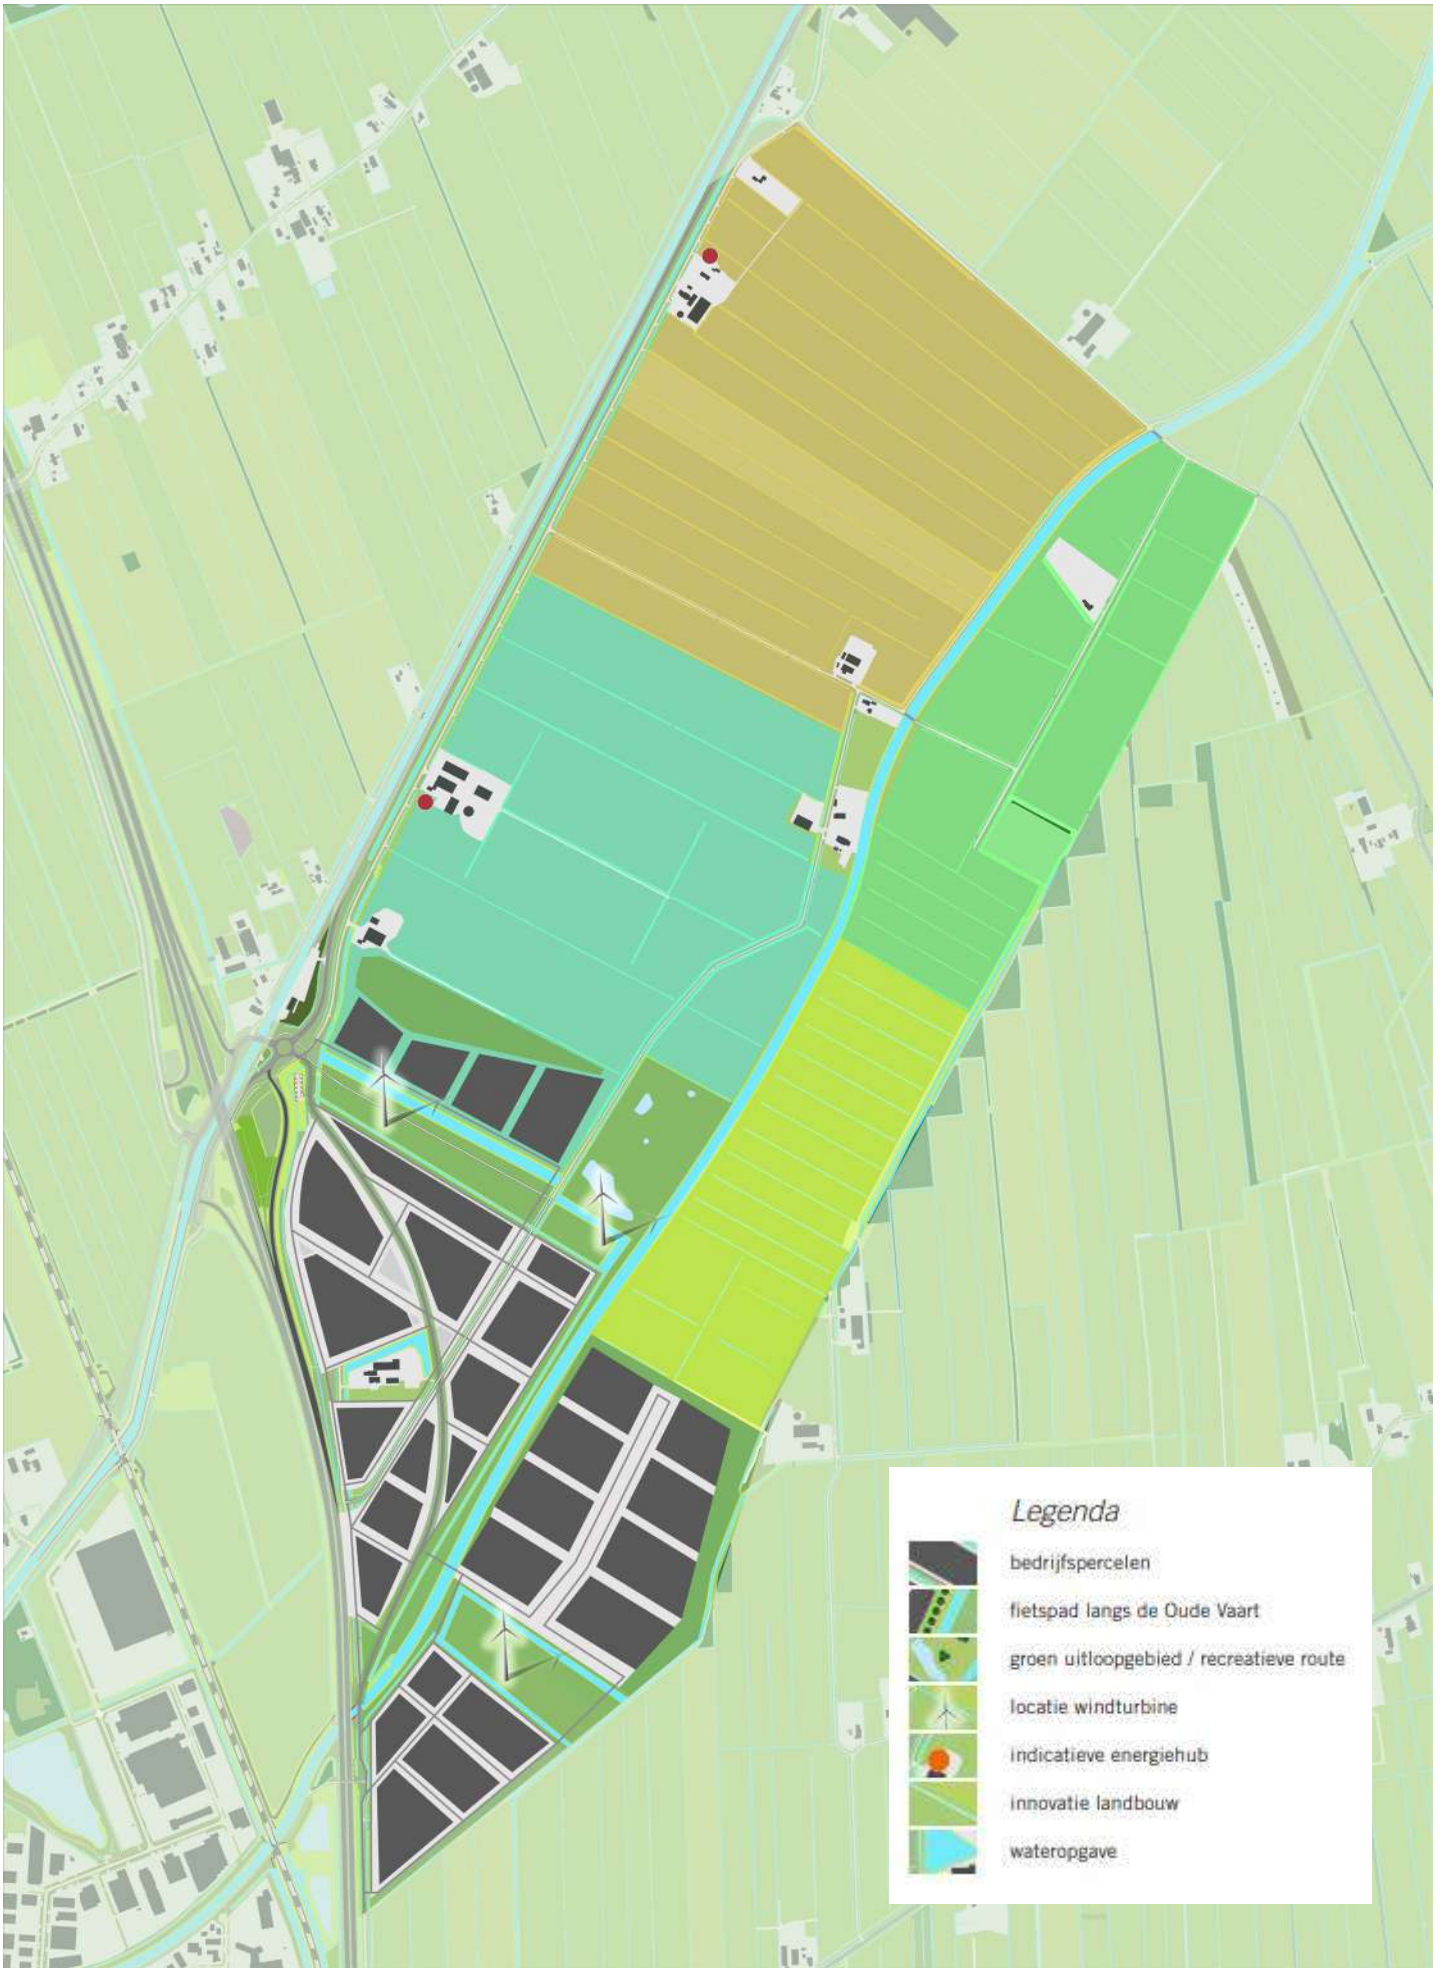 Legenda
bedrijfspercelen
fietspad langs de Oude Vaart
groen uitloopgebied / recreatieve route
locatie windturbine
indicatieve energiehub
innovatie landbouw
wateropgave